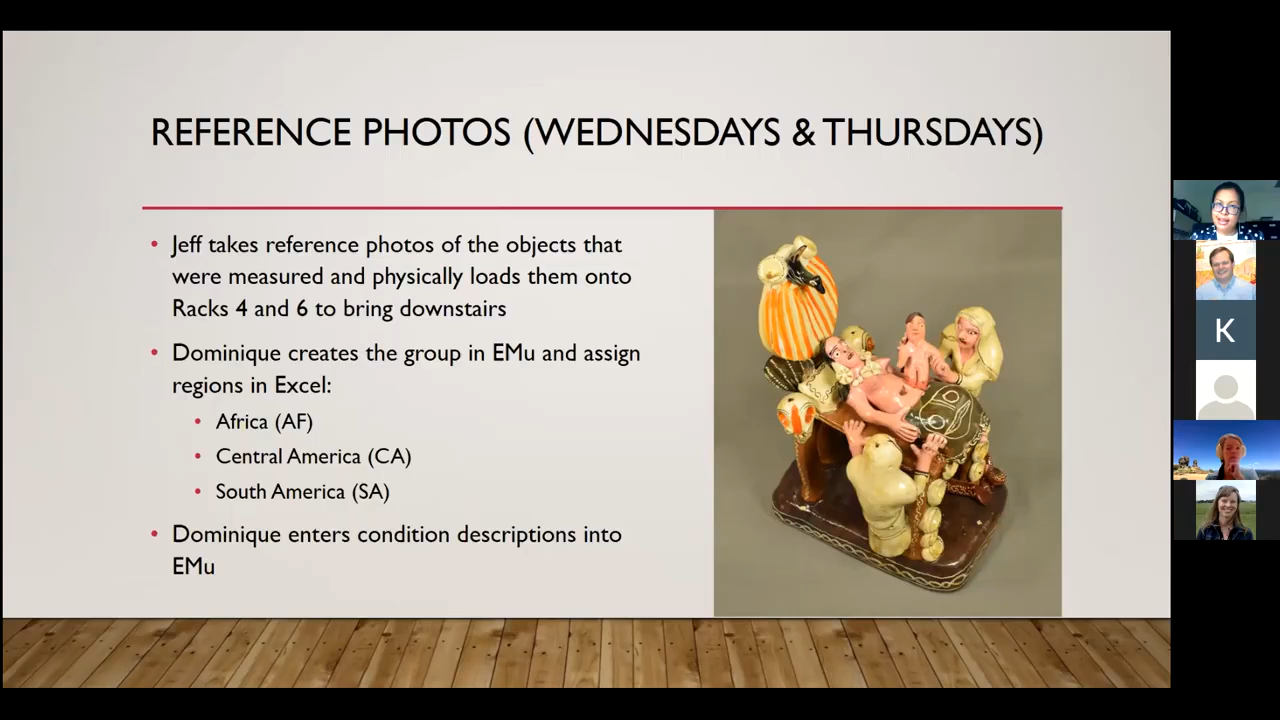 REFERENCE PHOTOS (WEDNESDAYS & THURSDAYS)
• Jeff takes reference photos of the objects that
were measured and physically loads them onto
Racks 4 and 6 to bring downstairs
• Dominique creates the group in EMu and assign
regions in Excel:
• Africa (AF)
• Central America (CA)
• South America (SA)
• Dominique enters condition descriptions into
EMu
K